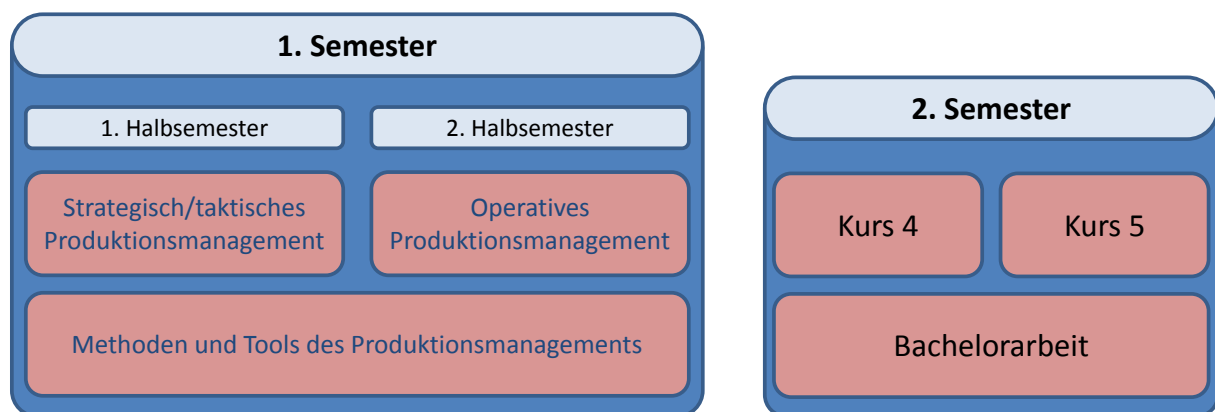 1. Semester
1. Halbsemester
2. Halbsemester
Strategisch/taktisches
Produktionsmanagement
Operatives
Produktionsmanagement
Methoden und Tools des Produktionsmanagements
2. Semester
Kurs 4
Kurs 5
Bachelorarbeit